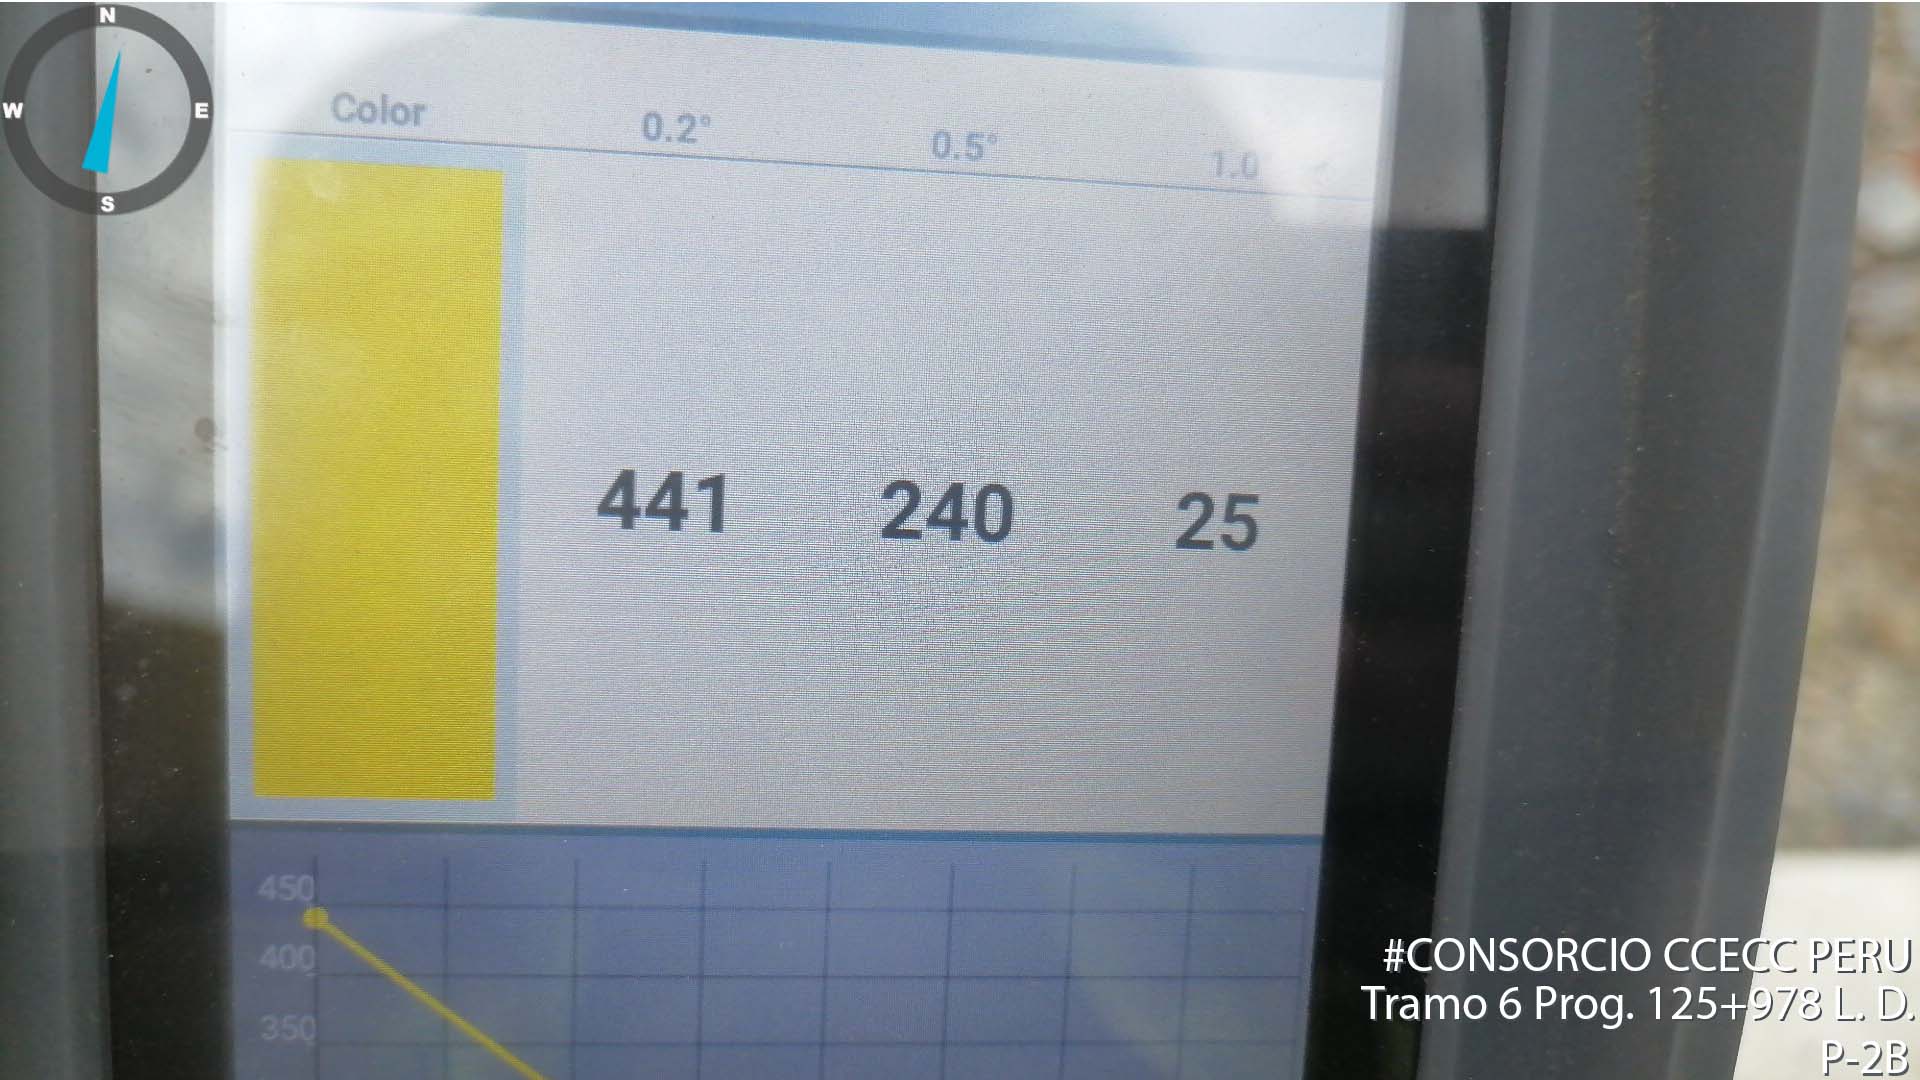 N
W E
S
Color 0.2° 0.5° 1.0
441 240 25
450
400
350
#CONSORCIO CCECC PERU
Tramo 6 Prog. 125+978 L. D.
P-2B